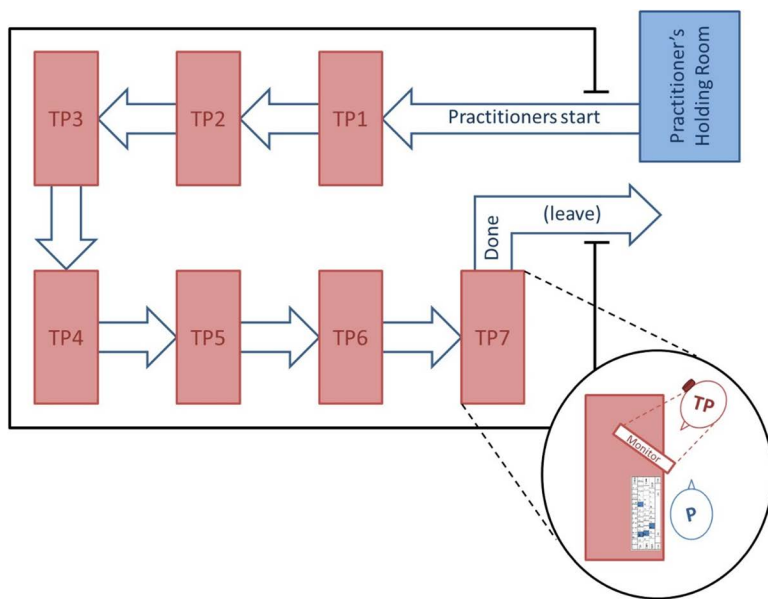 Practitioner's
Holding Room
TP3
TP2
TP1
Practitioners start
Done
(leave)
TP4
TP5
TP6
TP7
TP
Monitor
P